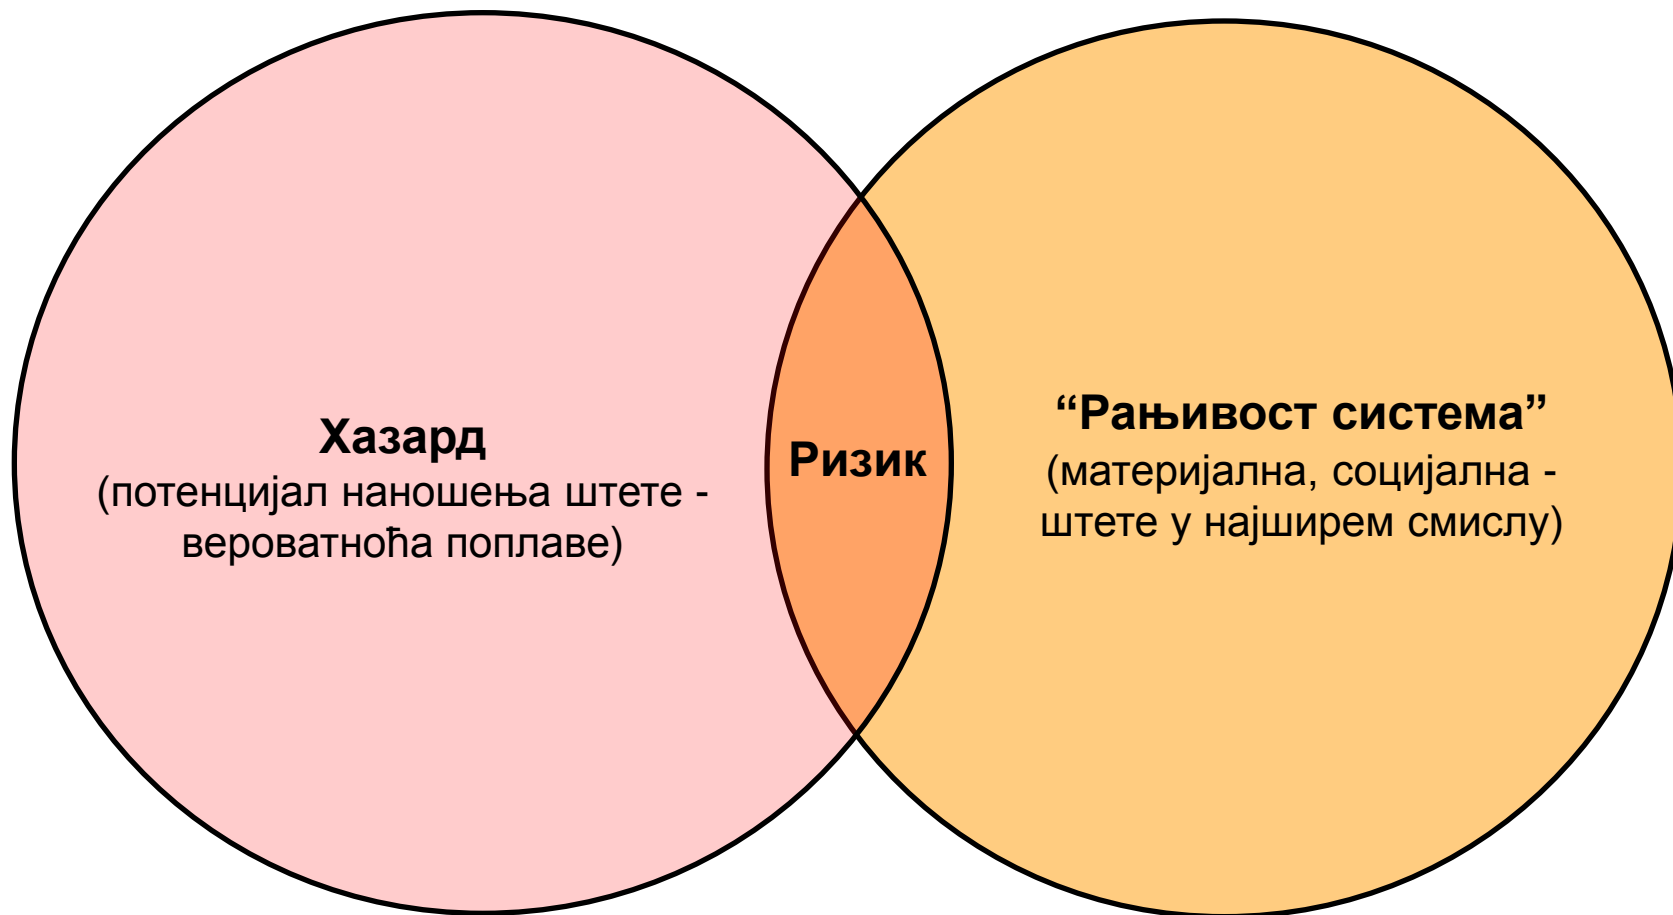 Хазард
(потенцијал наношења штете -
вероватноћа поплаве)
Ризик
“Рањивост система”
(материјална, социјална -
штете у најширем смислу)